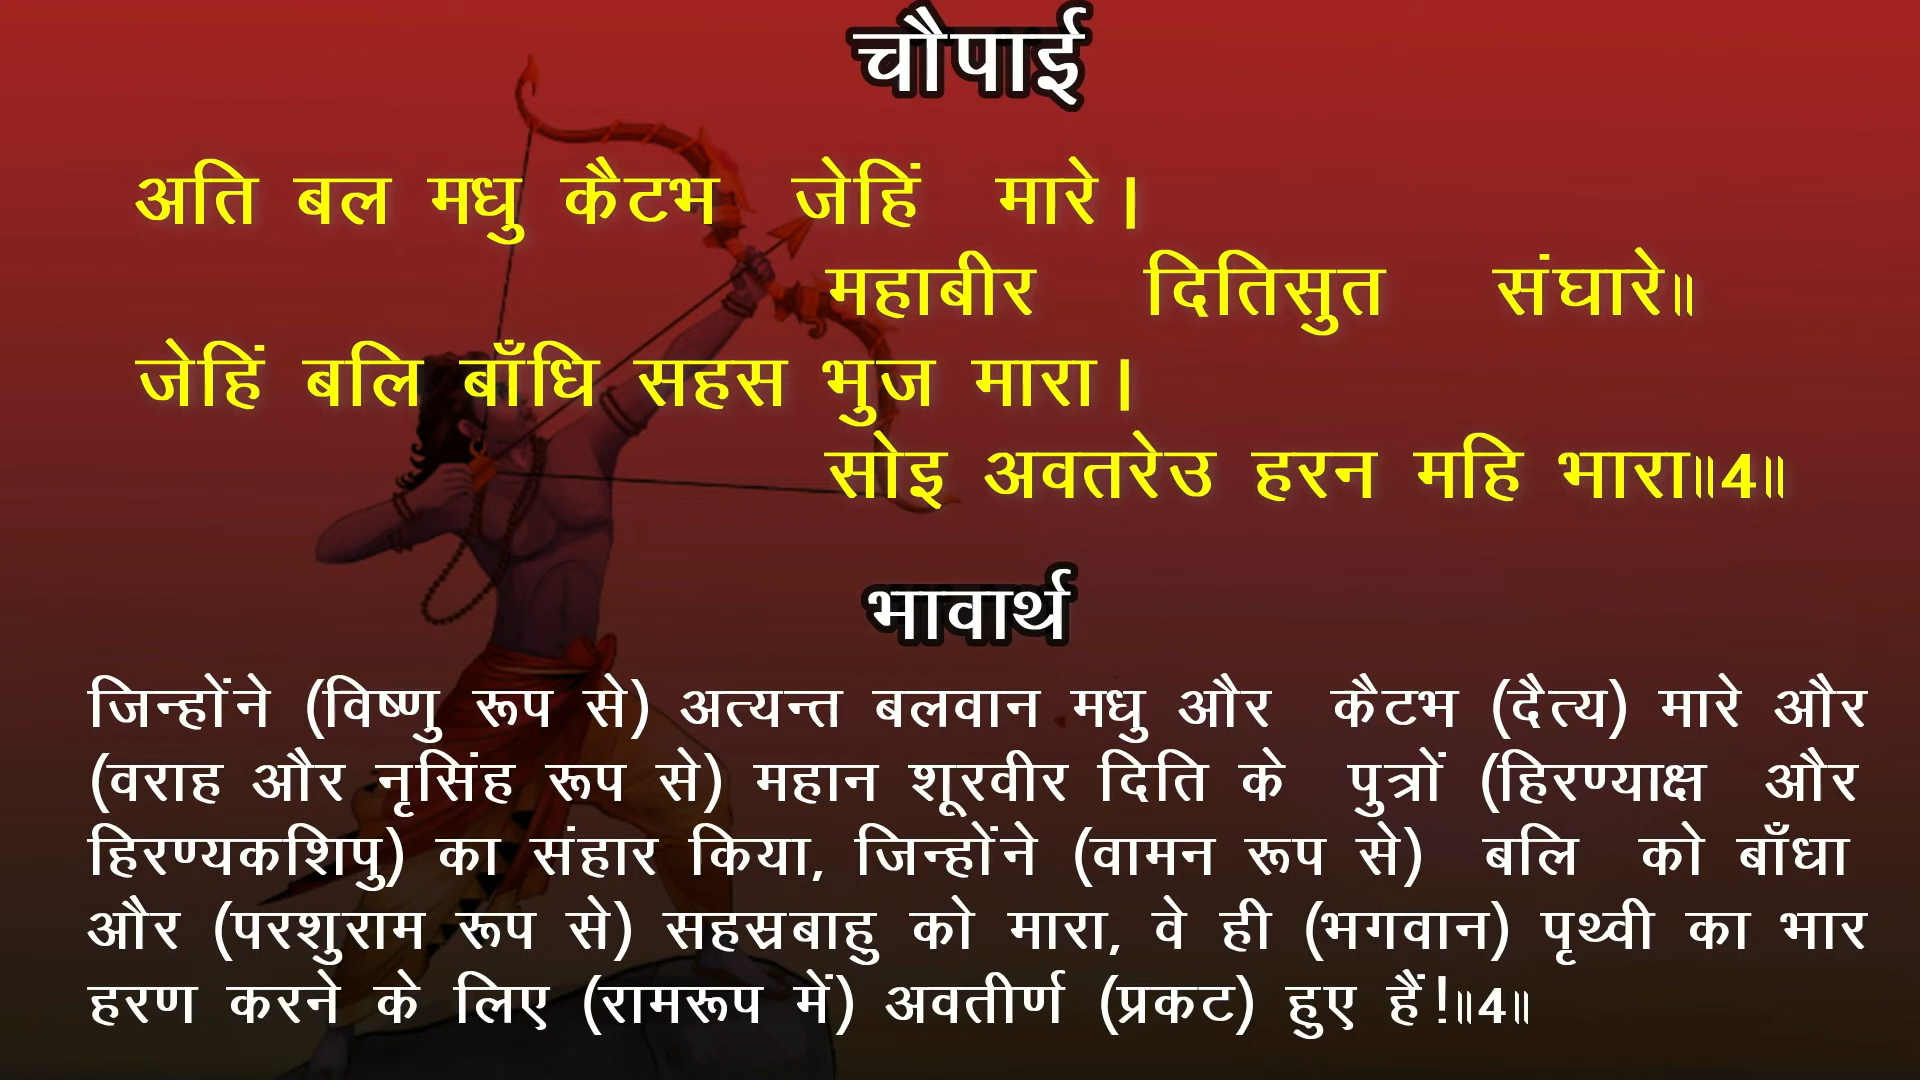 चौपाई
अति बल मधु कैटभ जेहिं मारे।
महाबीर दितिसुत संघारे॥
जेहिं बलि बाँधि सहस भुज मारा।
सोइ अवतरेउ हरन महि भारा॥4॥
भावार्थ
जिन्होंने (विष्णु रूप से) अत्यन्त बलवान मधु और कैटभ (दैत्य) मारे और
(वराह और नृसिंह रूप से) महान शूरवीर दिति के पुत्रों (हिरण्याक्ष और
हिरण्यकशिपु) का संहार किया, जिन्होंने (वामन रूप से) बलि को बाँधा
और (परशुराम रूप से) सहस्रबाहु को मारा, वे ही (भगवान) पृथ्वी का भार
हरण करने के लिए (रामरूप में) अवतीर्ण (प्रकट) हुए हैं!॥4॥